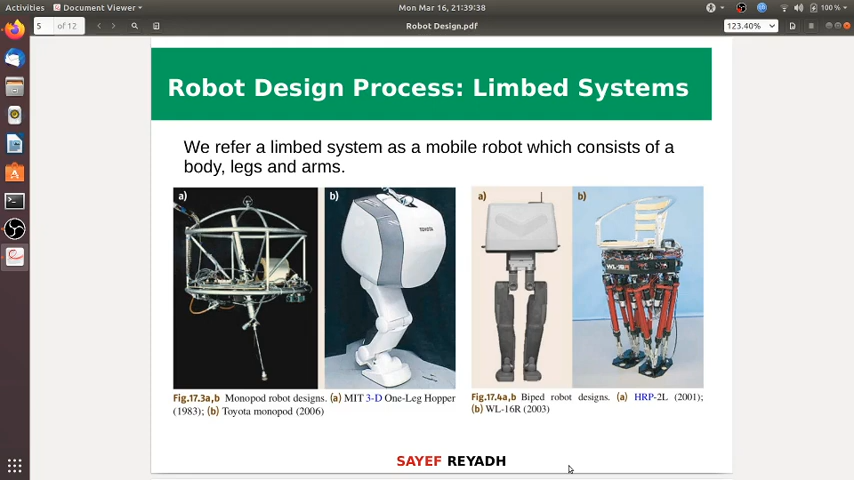 Activities Document Viewer Mon Mar 16, 21:39:38 100 %
5 of 12 Robot Design.pdf 123.40%
Robot Design Process: Limbed Systems
We refer a limbed system as a mobile robot which consists of a
body, legs and arms.
a) b) a) b)
TOYOTA
WL-16R
Fig.17.3a,b Monopod robot designs. (a) MIT 3-D One-Leg Hopper
(1983); (b) Toyota monopod (2006)
Fig.17.4a,b Biped robot designs. (a) HRP-2L (2001);
(b) WL-16R (2003)
SAYEF REYADH